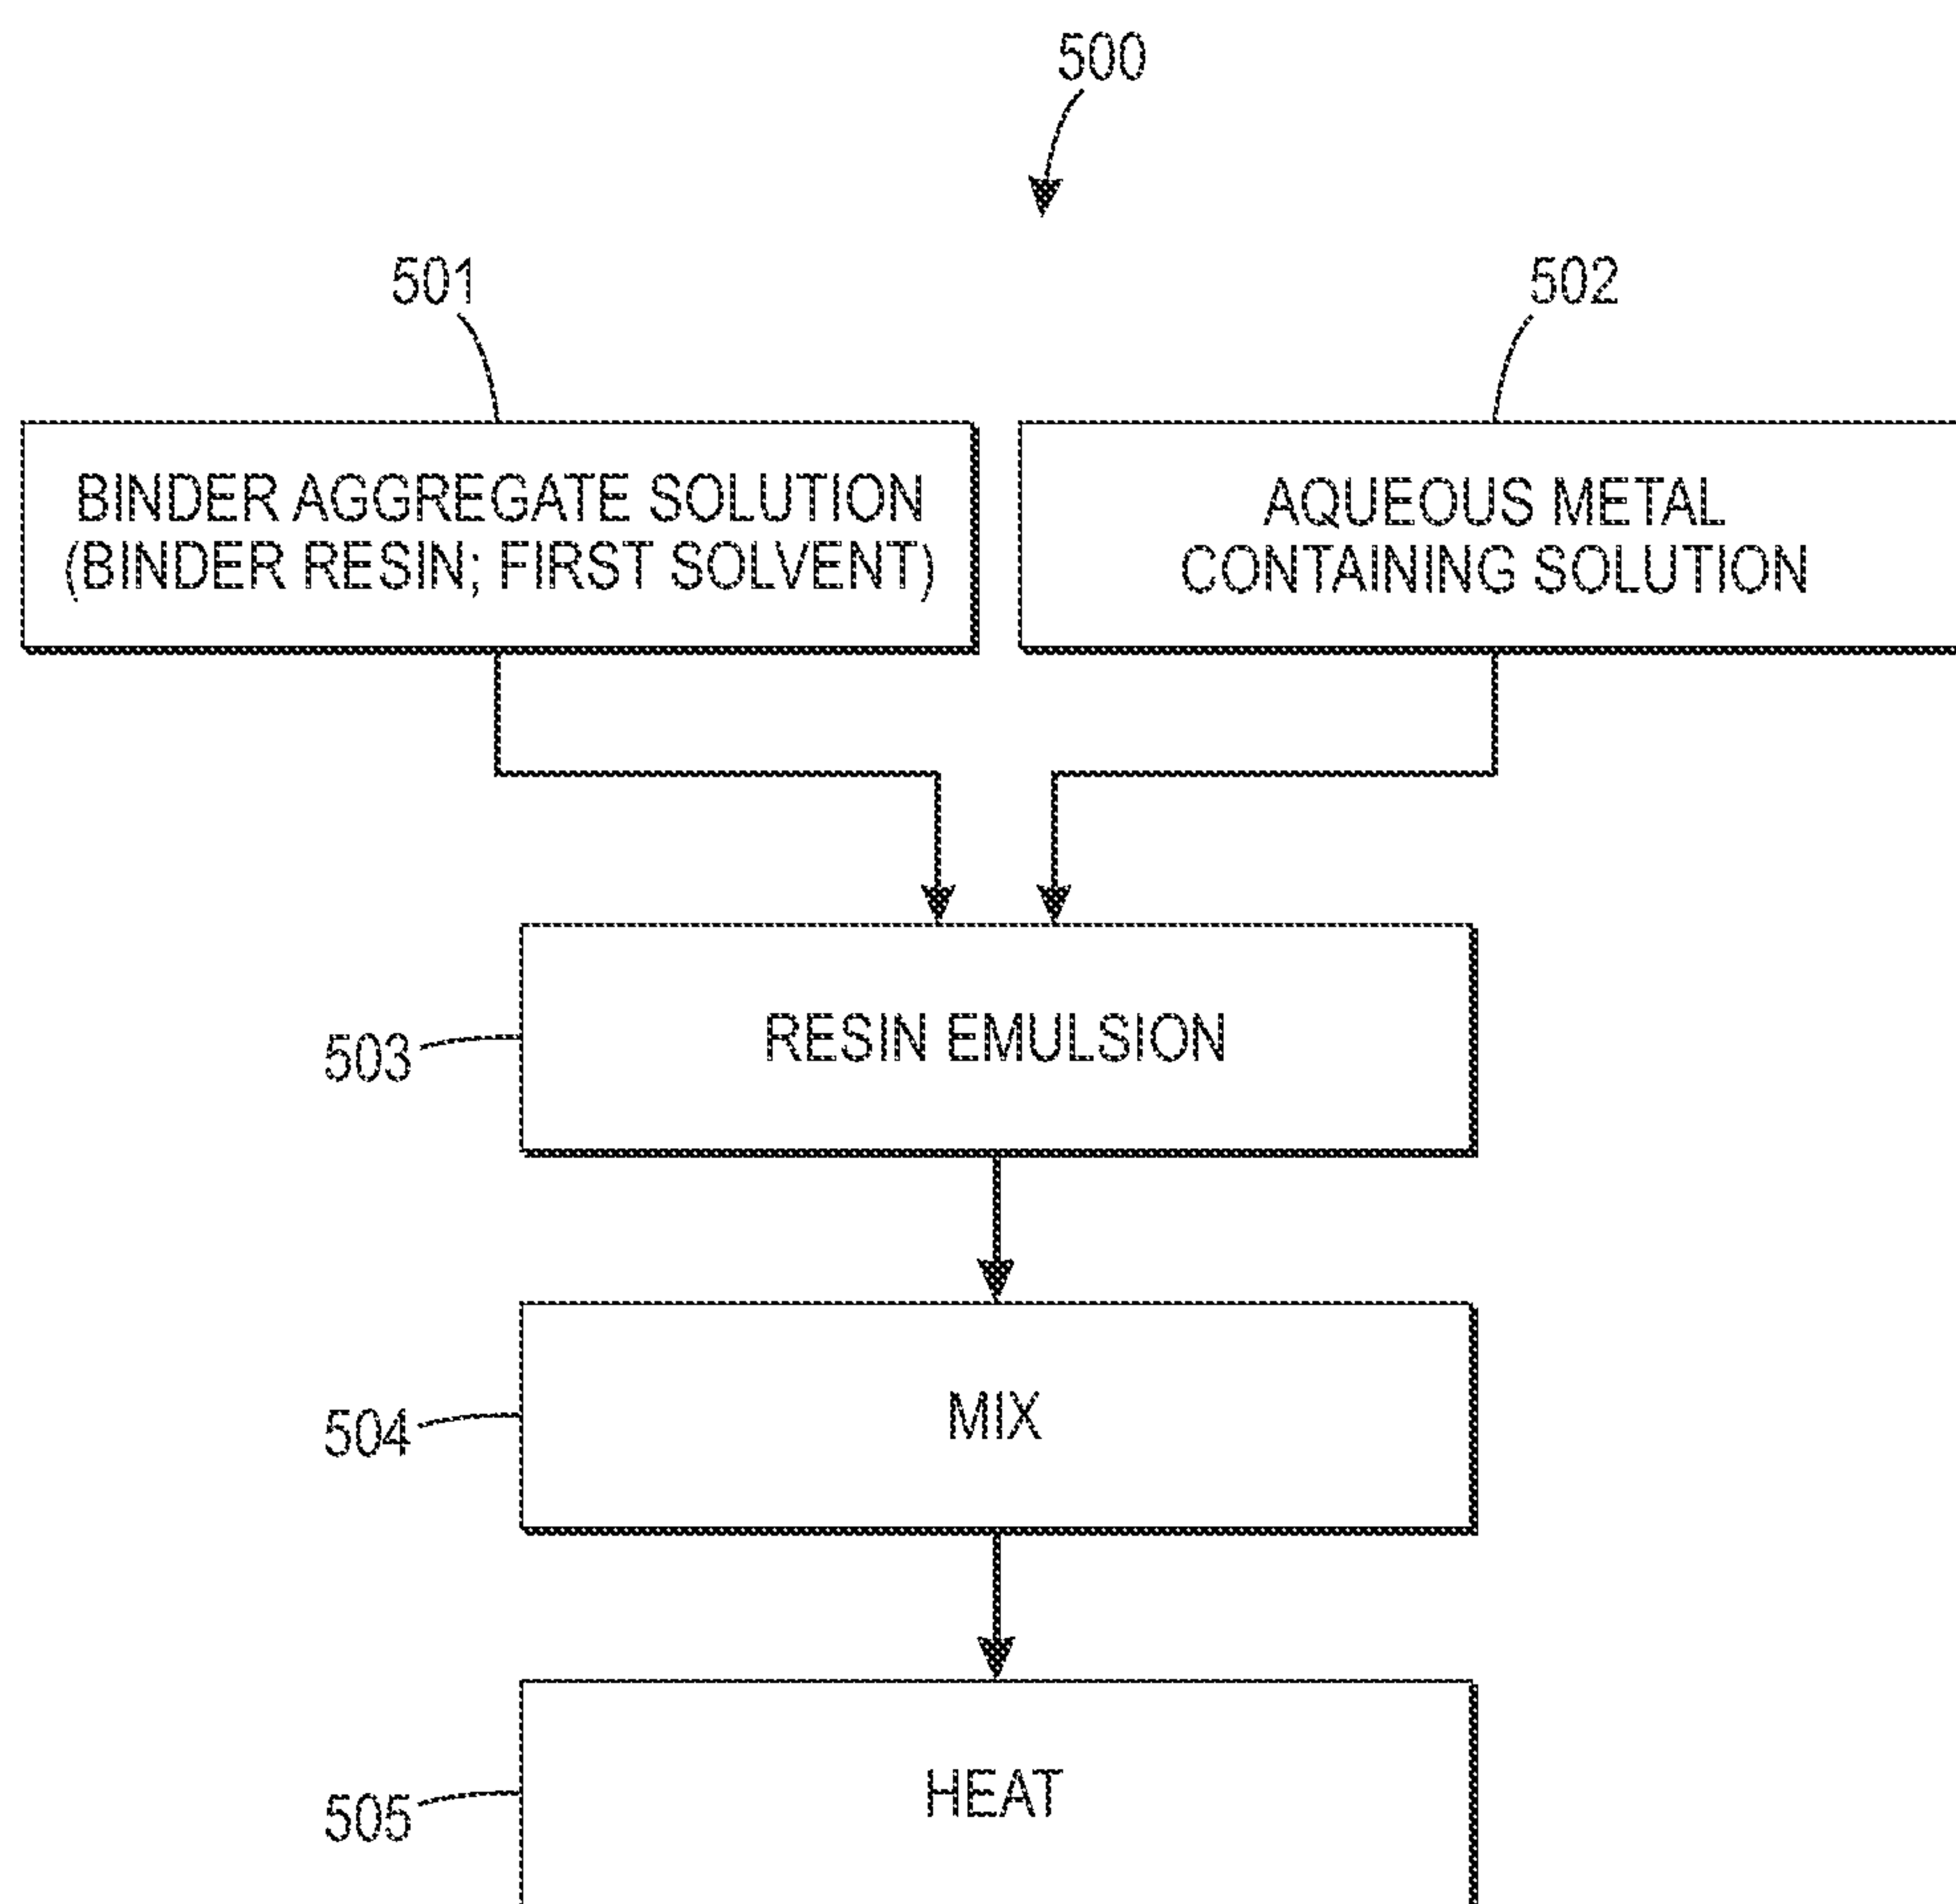 500
501
502
BINDER AGGREGATE SOLUTION
(BINDER RESIN; FIRST SOLVENT)
AQUEOUS METAL
CONTAINING SOLUTION
RESIN EMULSION
503
MIX
504
HEAT
505